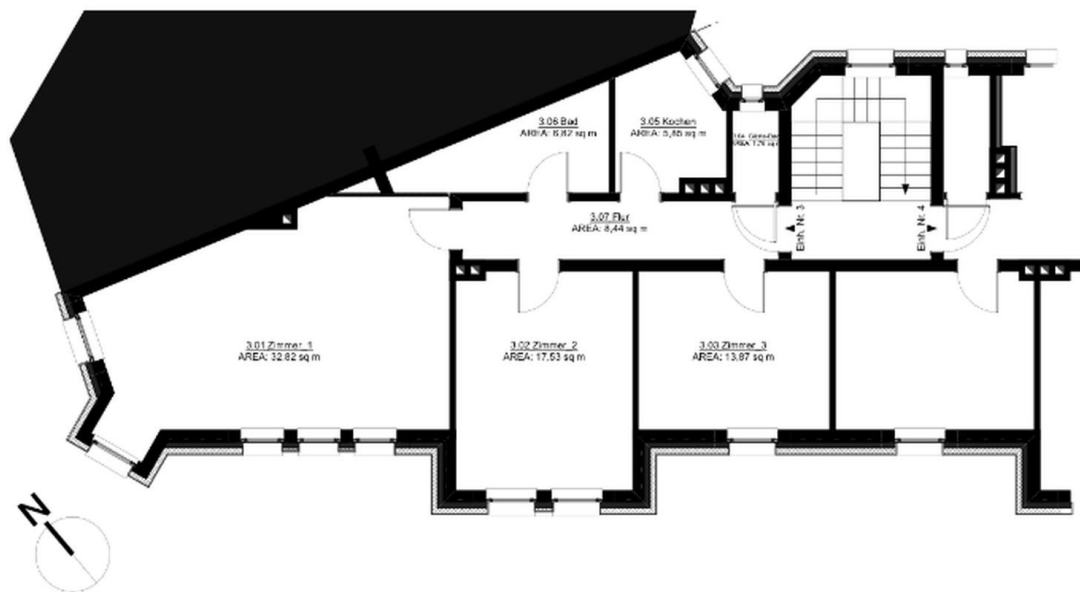 3.06 Bad
AREA: 6,82 sq m
3.05 Kochen
AREA: 5,85 sq m
3.07 Flur
AREA: 8,44 sq m
Einh. Nr. 3
Einh. Nr. 4
3.01 Zimmer_1
AREA: 32,82 sq m
3.02 Zimmer_2
AREA: 17,53 sq m
3.03 Zimmer_3
AREA: 13,87 sq m
N